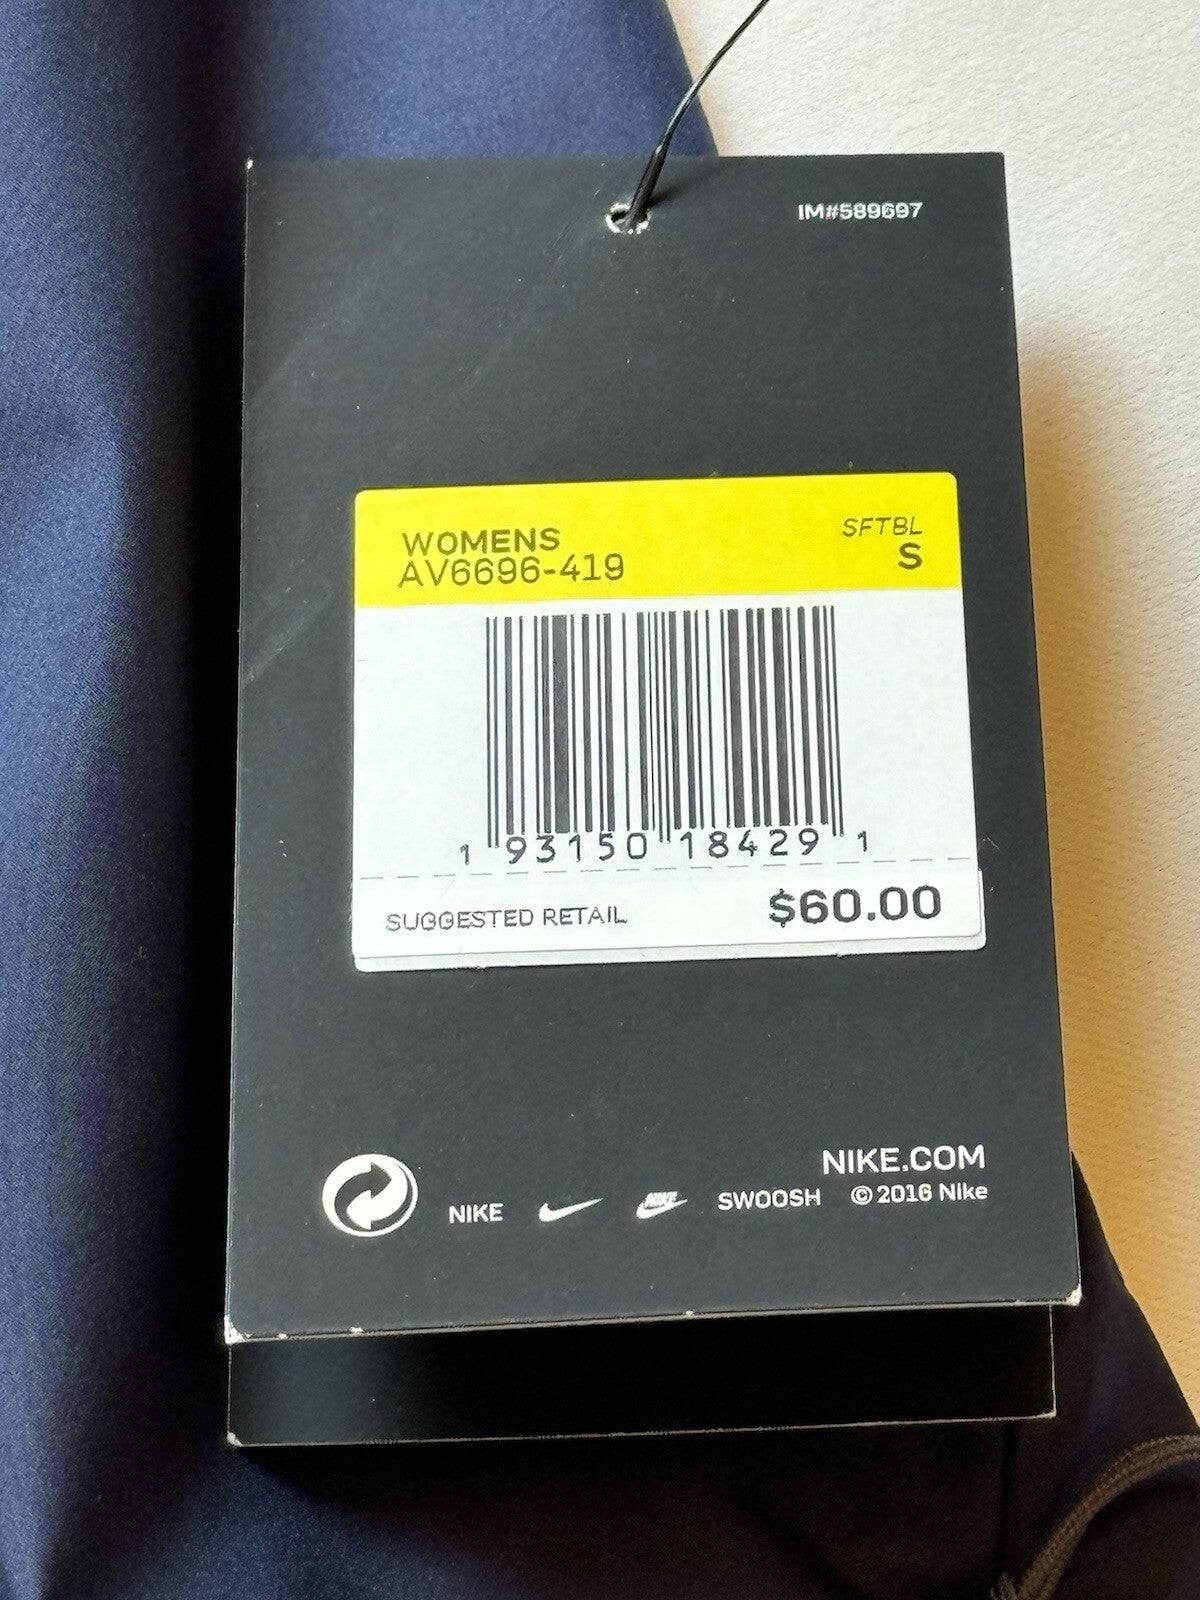 IM#589697
WOMENS
SFTBL
AV6696-419
S
1 93150 18429 1
SUGGESTED RETAIL $60.00
NIKE.COM
NIKE NIKE SWOOSH © 2016 Nike